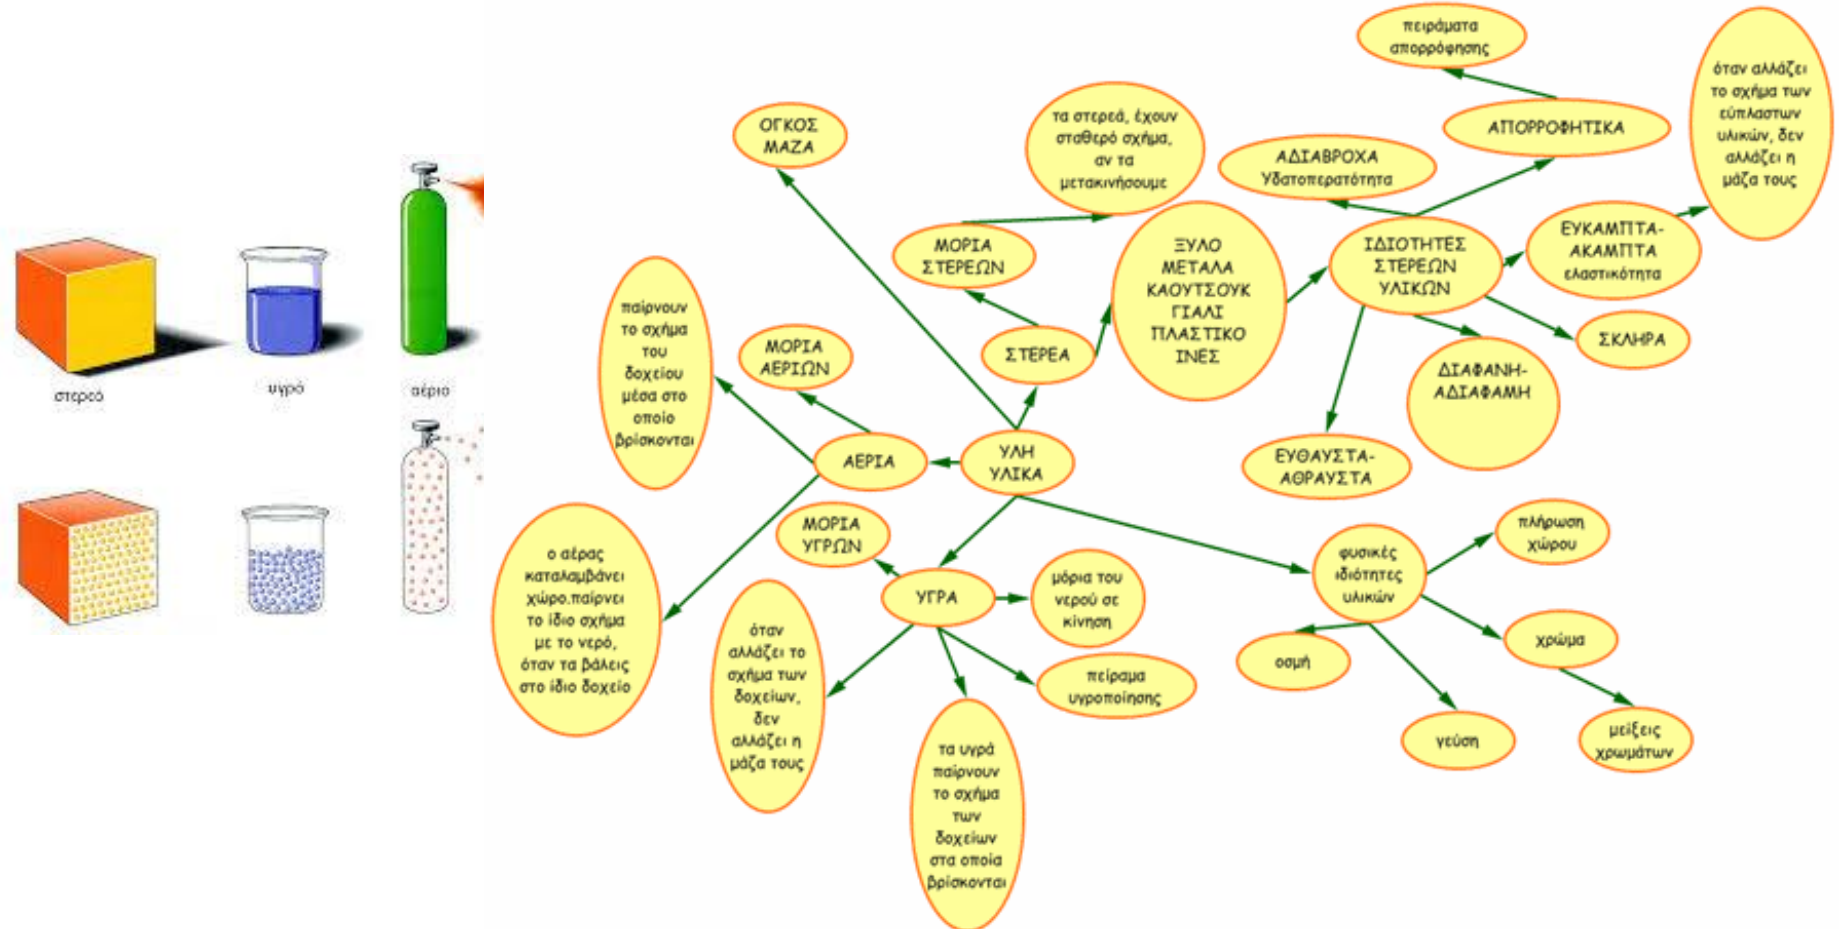 στερεό
υγρό
αέριο
ΟΓΚΟΣ
ΜΑΖΑ
τα στερεά, έχουν
σταθερό σχήμα,
αν τα
μετακινήσουμε
πειράματα
απορρόφησης
ΑΠΟΡΡΟΦΗΤΙΚΑ
όταν αλλάζει
το σχήμα των
εύπλαστων
υλικών, δεν
αλλάζει η
μάζα τους
ΑΔΙΑΒΡΟΧΑ
Υδατοπερατότητα
ΜΟΡΙΑ
ΣΤΕΡΕΩΝ
ΞΥΛΟ
ΜΕΤΑΛΑ
ΚΑΟΥΤΣΟΥΚ
ΓΙΑΛΙ
ΠΛΑΣΤΙΚΟ
ΙΝΕΣ
ΙΔΙΟΤΗΤΕΣ
ΣΤΕΡΕΩΝ
ΥΛΙΚΩΝ
ΕΥΚΑΜΠΤΑ-
ΑΚΑΜΠΤΑ
ελαστικότητα
ΣΚΛΗΡΑ
ΔΙΑΦΑΝΗ-
ΑΔΙΑΦΑΜΗ
ΕΥΘΑΥΣΤΑ-
ΑΘΡΑΥΣΤΑ
ΣΤΕΡΕΑ
παίρνουν
το σχήμα
του
δοχείου
μέσα στο
οποίο
βρίσκονται
ΜΟΡΙΑ
ΑΕΡΙΩΝ
ΑΕΡΙΑ
ΥΛΗ
ΥΛΙΚΑ
ο αέρας
καταλαμβάνει
χώρο.παίρνει
το ίδιο σχήμα
με το νερό,
όταν τα βάλεις
στο ίδιο δοχείο
ΜΟΡΙΑ
ΥΓΡΩΝ
ΥΓΡΑ
μόρια του
νερού σε
κίνηση
όταν
αλλάζει το
σχήμα των
δοχείων,
δεν
αλλάζει η
μάζα τους
πείραμα
υγροποίησης
τα υγρά
παίρνουν
το σχήμα
των
δοχείων
στα οποία
βρίσκονται
φυσικές
ιδιότητες
υλικών
πλήρωση
χώρου
χρώμα
οσμή
γεύση
μείξεις
χρωμάτων